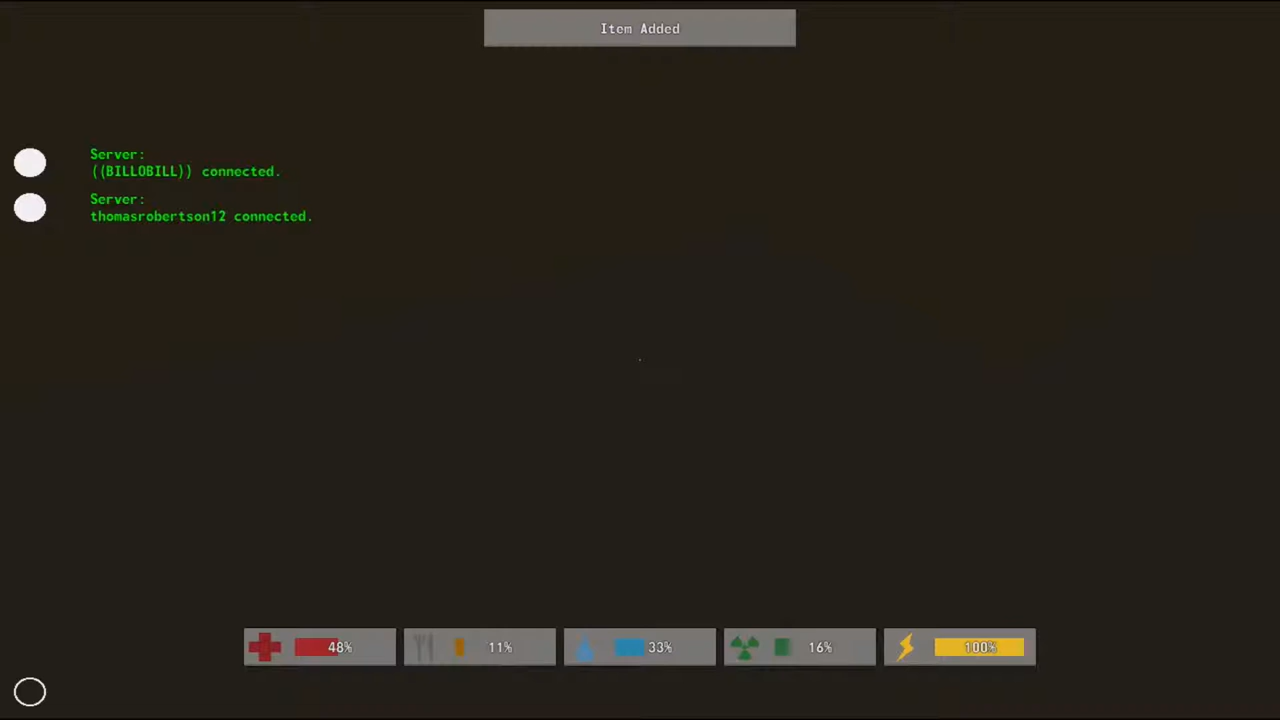 Item Added
Server:
((BILLOBILL)) connected.
Server:
thomasrobertson12 connected.
48%
11%
33%
16%
100%